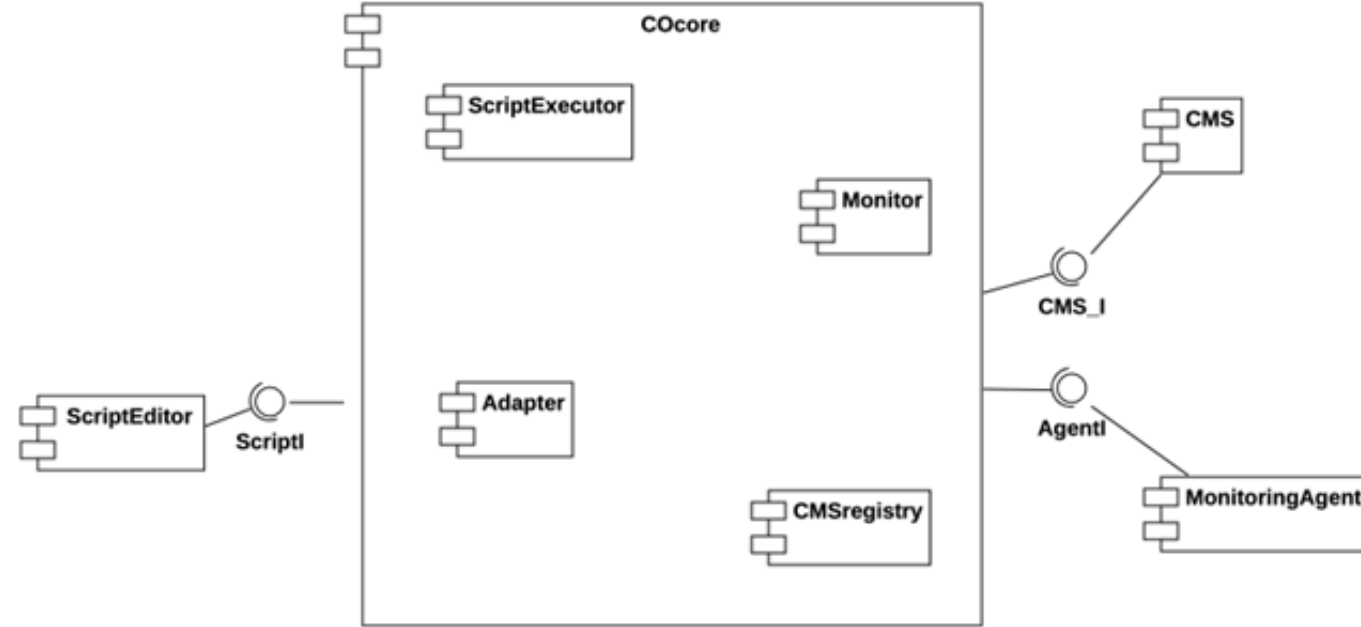 COcore
ScriptExecutor
CMS
Monitor
CMS_I
ScriptEditor
ScriptI
Adapter
AgentI
MonitoringAgent
CMSregistry